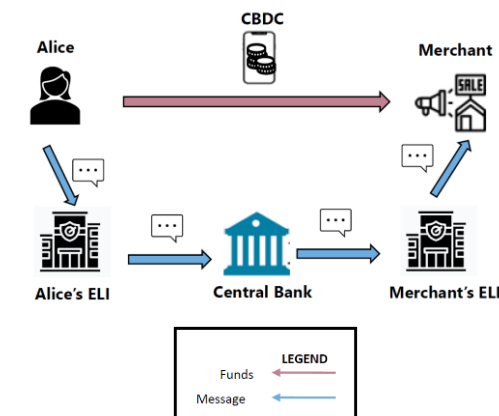 CBDC
Alice
Merchant
SALE
Alice's ELI
Central Bank
Merchant's ELI
LEGEND
Funds
Message